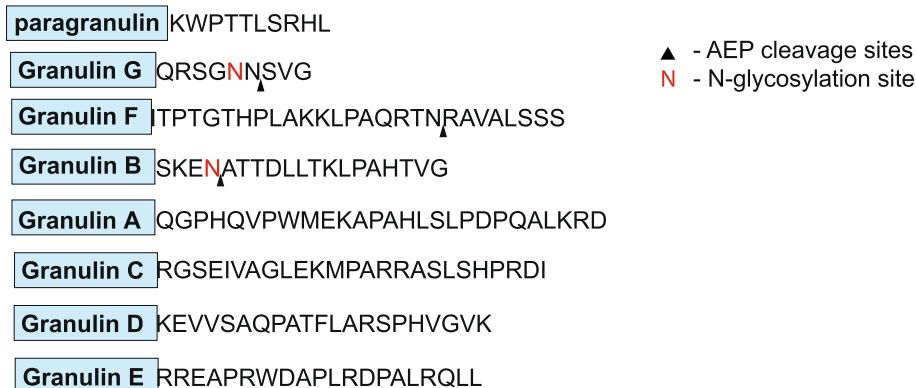 paragranulin KWPTTLSRHL
Granulin G QRSGNNSVG
▲ - AEP cleavage sites
N - N-glycosylation site
Granulin F ITPTGTHPLAKKLPAQRTNRAVALSSS
Granulin B SKENATTDLLTKLPAHTVG
Granulin A QGPHQVPWMEKAPAHLSLPDPQALKRD
Granulin C RGSEIVAGLEKMPARRASLSHPRDI
Granulin D KEVVSAQPATFLARSPHVGVK
Granulin E RREAPRWDAPLRDPALRQLL